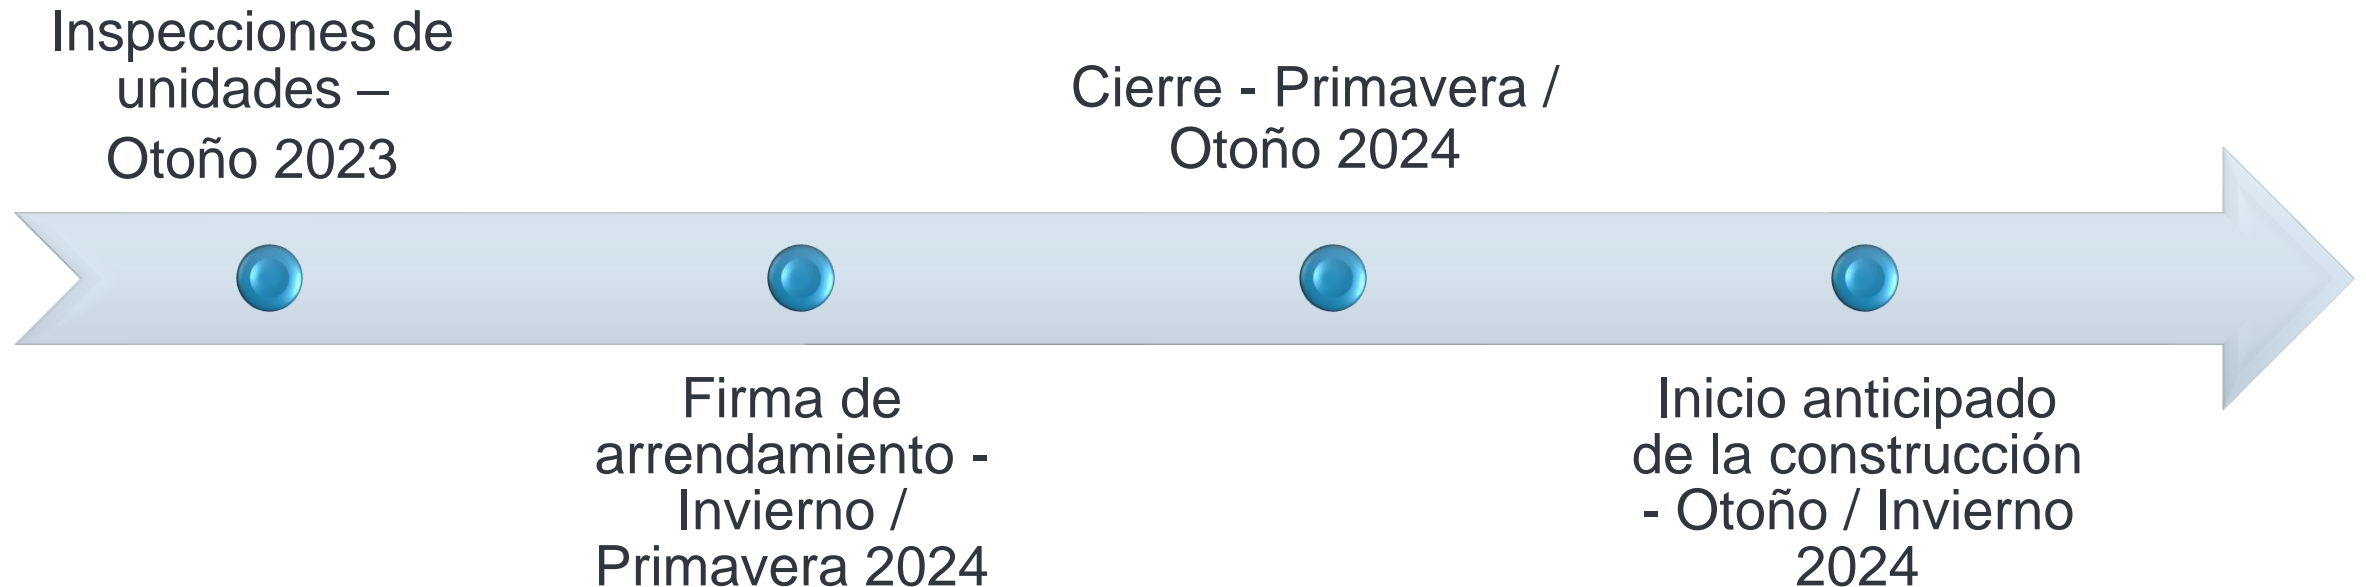 Inspecciones de
unidades –
Otoño 2023
Firma de
arrendamiento -
Invierno /
Primavera 2024
Cierre - Primavera /
Otoño 2024
Inicio anticipado
de la construcción
- Otoño / Invierno
2024